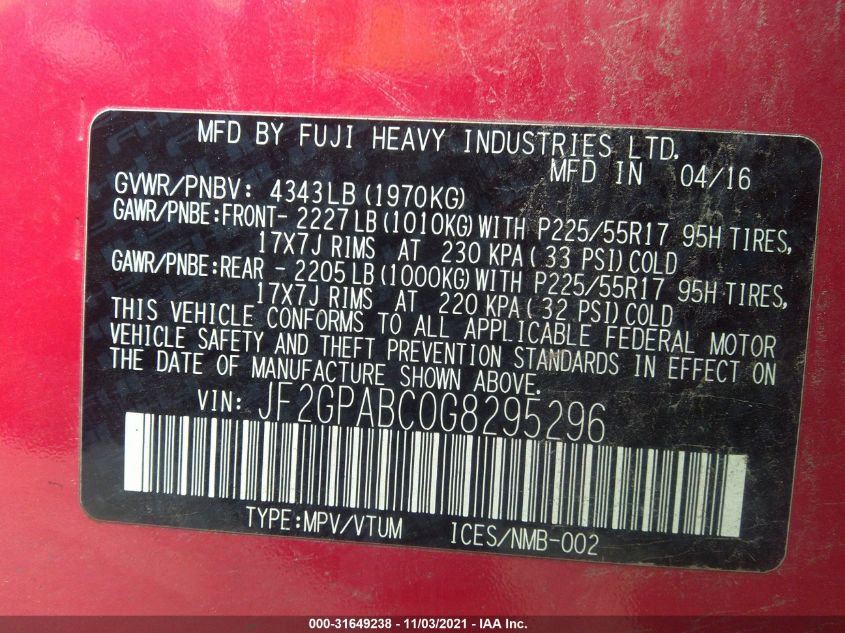 MFD BY FUJI HEAVY INDUSTRIES LTD.
MFD IN 04/16
GVWR/PNBV: 4343LB (1970KG)
GAWR/PNBE:FRONT- 2227LB (1010KG) WITH P225/55R17 95H TIRES,
17X7J RIMS AT 230 KPA (33 PSI) COLD
GAWR/PNBE:REAR - 2205LB (1000KG) WITH P225/55R17 95H TIRES,
17X7J RIMS AT 220 KPA (32 PSI) COLD
THIS VEHICLE CONFORMS TO ALL APPLICABLE FEDERAL MOTOR
VEHICLE SAFETY AND THEFT PREVENTION STANDARDS IN EFFECT ON
THE DATE OF MANUFACTURE SHOWN ABOVE.
VIN: JF2GPABC0G8295296
TYPE:MPV/VTUM ICES/NMB-002
000-31649238 - 11/03/2021 - IAA Inc.